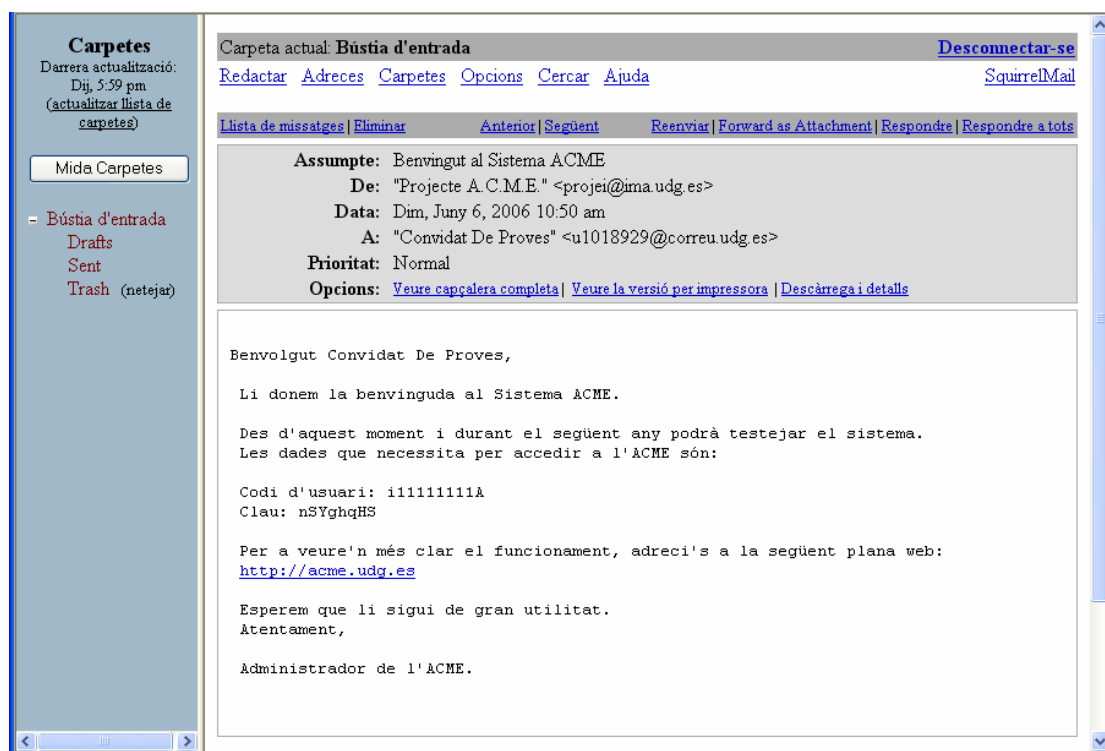 Carpetes
Darrera actualització:
Dij, 5:59 pm
(actualitzar llista de
carpetes)
Mida Carpetes
Bústia d'entrada
Drafts
Sent
Trash (netejar)
Carpeta actual: Bústia d'entrada Desconnectar-se
Redactar Adreces Carpetes Opcions Cercar Ajuda SquirrelMail
Llista de missatges | Eliminar Anterior | Següent Reenviar | Forward as Attachment | Respondre | Respondre a tots
Assumpte: Benvingut al Sistema ACME
De: "Projecte A.C.M.E." <projei@ima.udg.es>
Data: Dim, Juny 6, 2006 10:50 am
A: "Convidat De Proves" <u1018929@correu.udg.es>
Prioritat: Normal
Opcions: Veure capçalera completa | Veure la versió per impressora | Descàrrega i detalls
Benvolgut Convidat De Proves,
Li donem la benvinguda al Sistema ACME.
Des d'aquest moment i durant el següent any podrà testejar el sistema.
Les dades que necessita per accedir a l'ACME són:
Codi d'usuari: i11111111A
Clau: nSYghqHS
Per a veure'n més clar el funcionament, adreci's a la següent plana web:
http://acme.udg.es
Esperem que li sigui de gran utilitat.
Atentament,
Administrador de l'ACME.